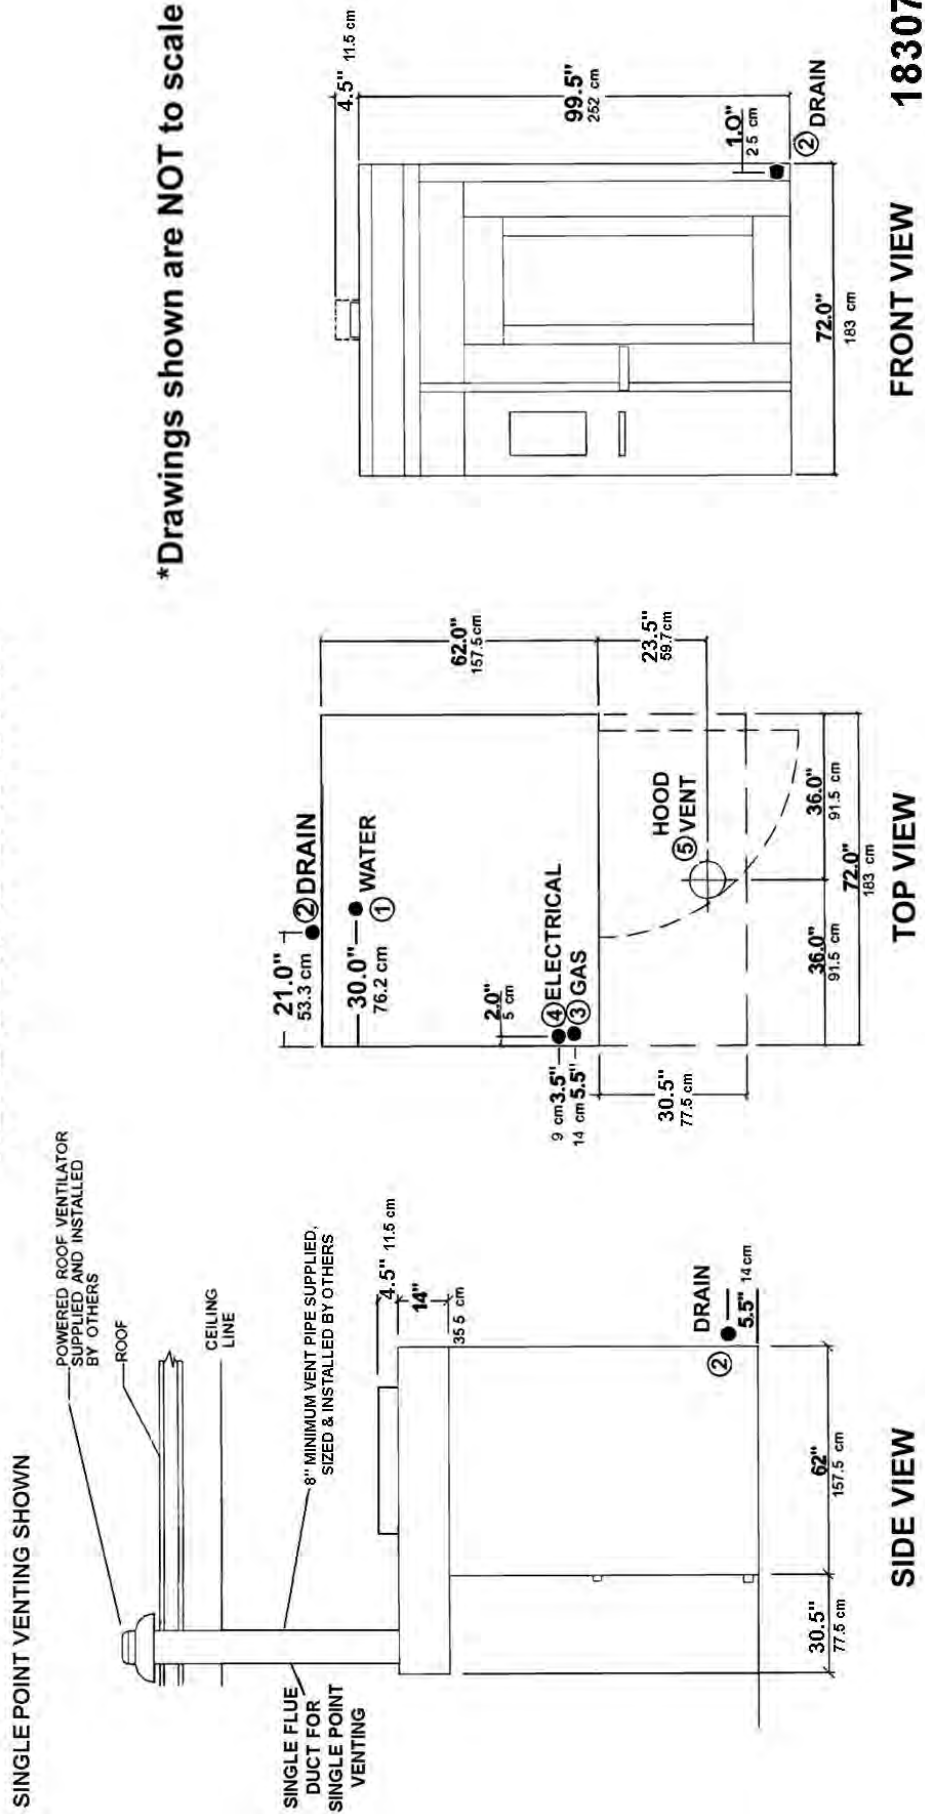 SINGLE POINT VENTING SHOWN
POWERED ROOF VENTILATOR
SUPPLIED AND INSTALLED
BY OTHERS
ROOF
CEILING
LINE
8" MINIMUM VENT PIPE SUPPLIED,
SIZED & INSTALLED BY OTHERS
SINGLE FLUE
DUCT FOR
SINGLE POINT
VENTING
4.5" 11.5 cm
14"
35.5 cm
DRAIN
②
5.5" 14 cm
62"
157.5 cm
30.5"
77.5 cm
SIDE VIEW
21.0"
53.3 cm
② DRAIN
30.0"
76.2 cm
WATER
①
2.0"
5 cm
④ ELECTRICAL
③ GAS
9 cm 3.5"
14 cm 5.5"
62.0"
157.5 cm
23.5"
59.7 cm
HOOD
⑤ VENT
30.5"
77.5 cm
36.0"
91.5 cm
36.0"
91.5 cm
72.0"
183 cm
TOP VIEW
*Drawings shown are NOT to scale
4.5" 11.5 cm
99.5"
252 cm
1.0"
2.5 cm
② DRAIN
72.0"
183 cm
FRONT VIEW
18307